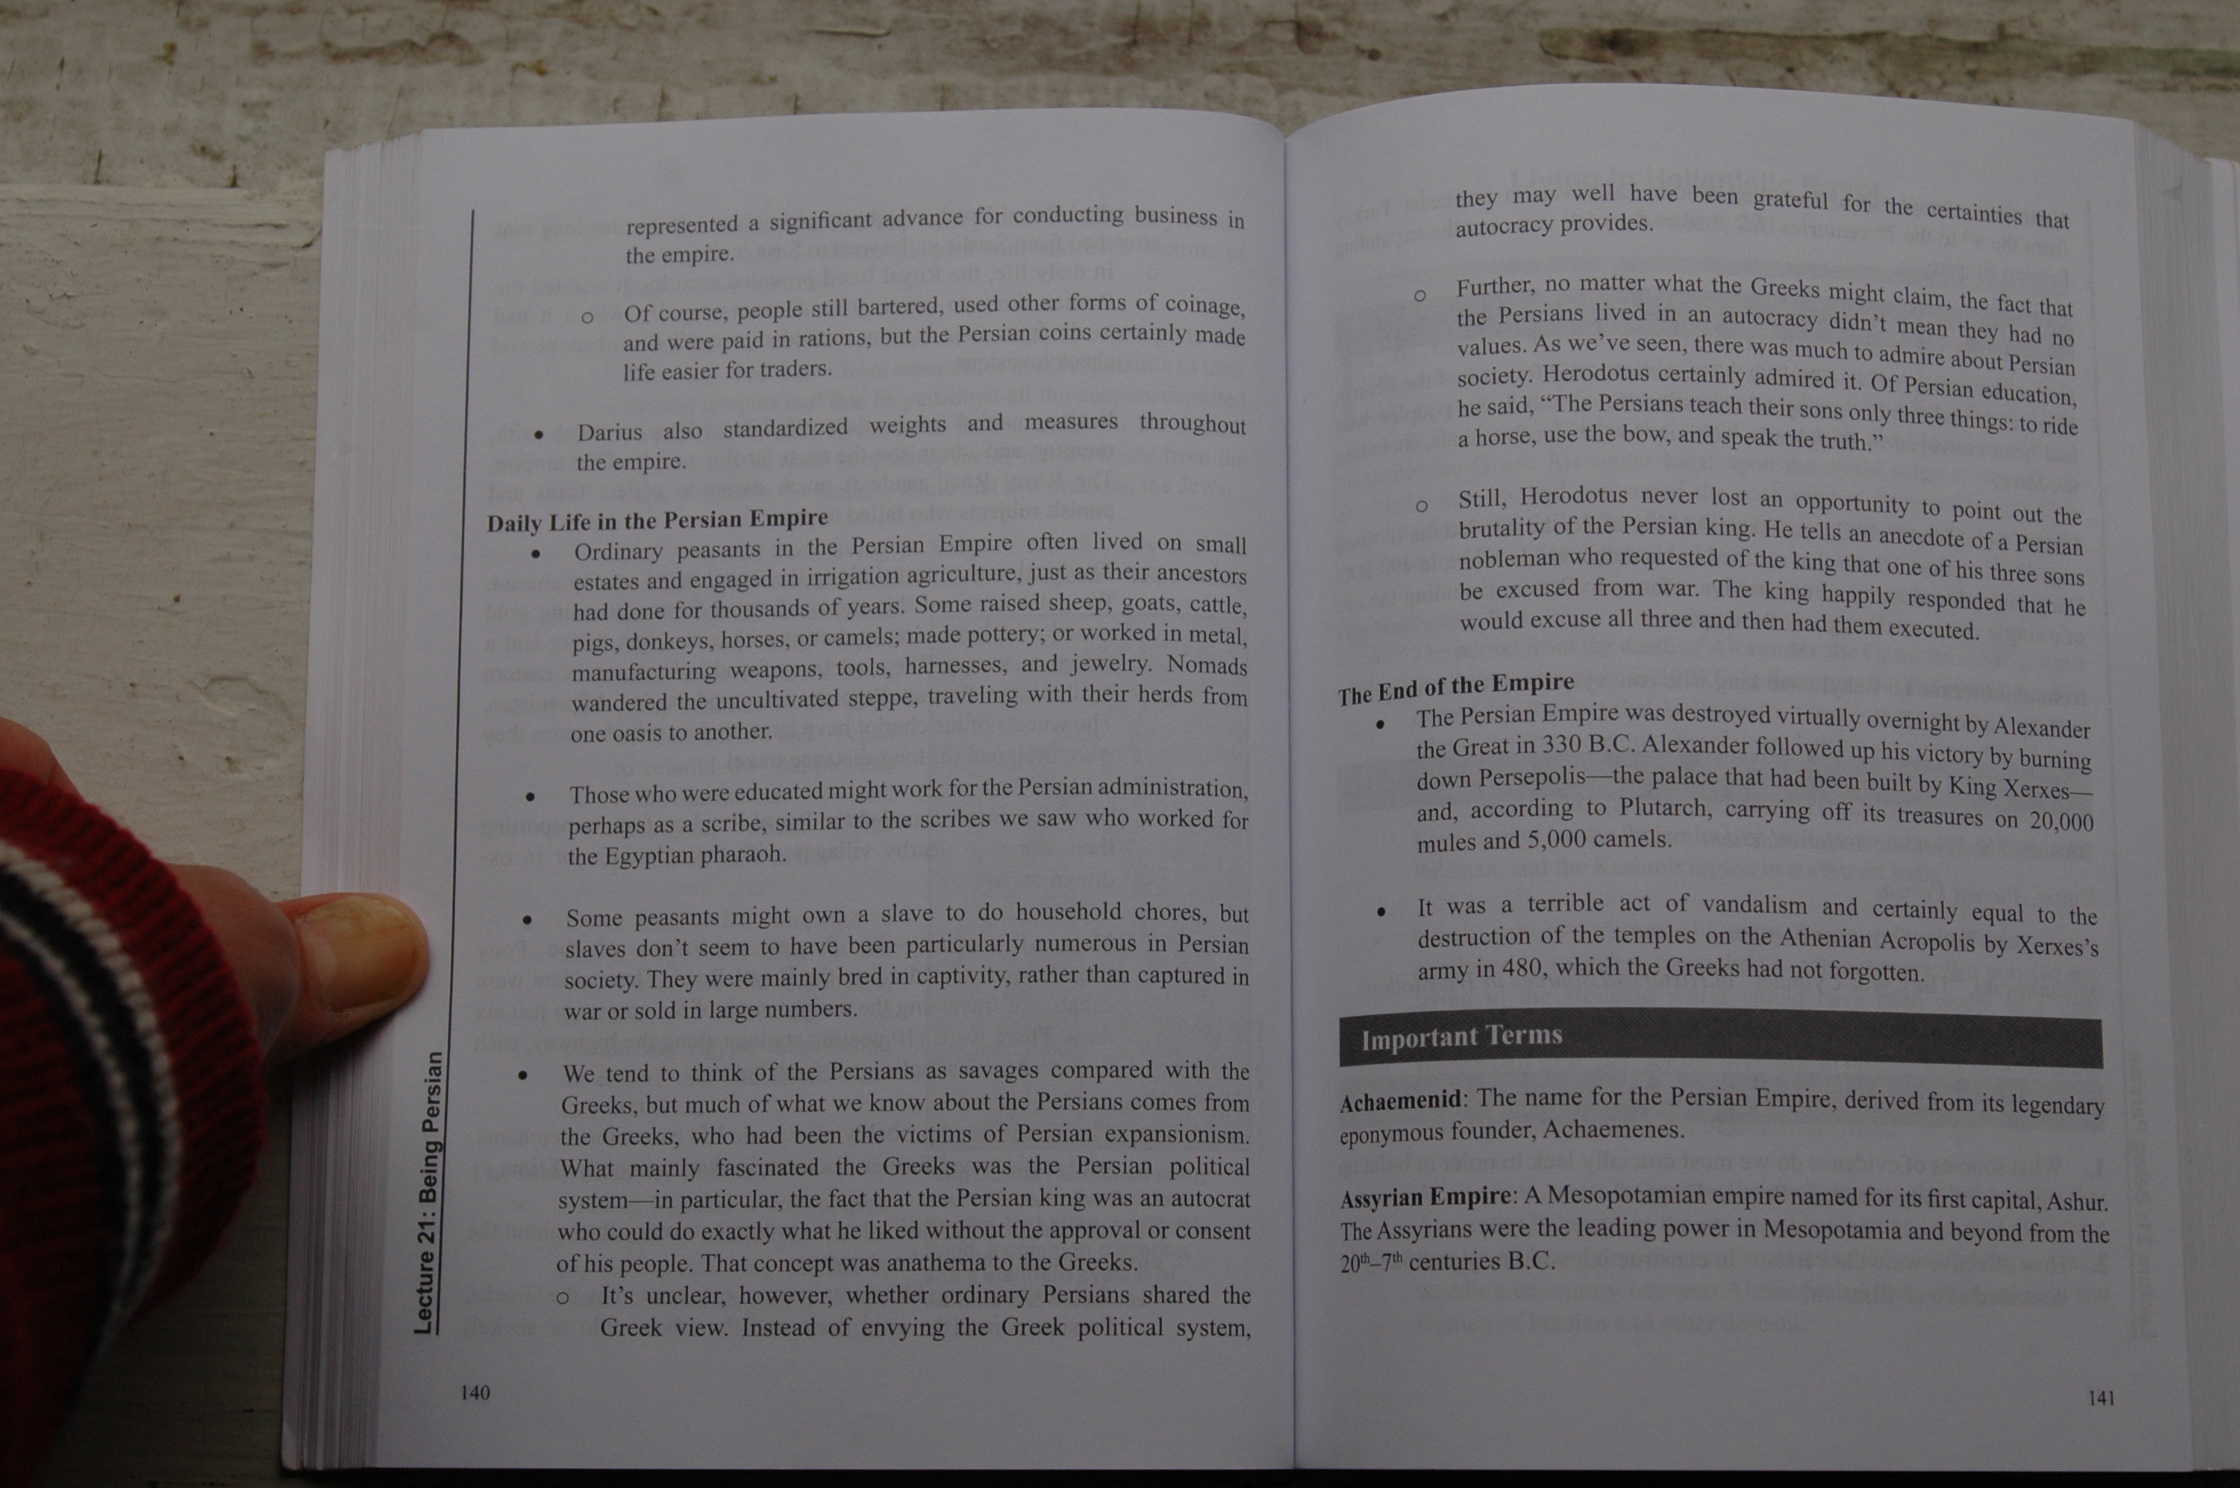 represented a significant advance for conducting business in
the empire.
o Of course, people still bartered, used other forms of coinage,
and were paid in rations, but the Persian coins certainly made
life easier for traders.
• Darius also standardized weights and measures throughout
the empire.
Daily Life in the Persian Empire
• Ordinary peasants in the Persian Empire often lived on small
estates and engaged in irrigation agriculture, just as their ancestors
had done for thousands of years. Some raised sheep, goats, cattle,
pigs, donkeys, horses, or camels; made pottery; or worked in metal,
manufacturing weapons, tools, harnesses, and jewelry. Nomads
wandered the uncultivated steppe, traveling with their herds from
one oasis to another.
• Those who were educated might work for the Persian administration,
perhaps as a scribe, similar to the scribes we saw who worked for
the Egyptian pharaoh.
• Some peasants might own a slave to do household chores, but
slaves don't seem to have been particularly numerous in Persian
society. They were mainly bred in captivity, rather than captured in
war or sold in large numbers.
• We tend to think of the Persians as savages compared with the
Greeks, but much of what we know about the Persians comes from
the Greeks, who had been the victims of Persian expansionism.
What mainly fascinated the Greeks was the Persian political
system—in particular, the fact that the Persian king was an autocrat
who could do exactly what he liked without the approval or consent
of his people. That concept was anathema to the Greeks.
o It's unclear, however, whether ordinary Persians shared the
Greek view. Instead of envying the Greek political system,
Lecture 21: Being Persian
140
they may well have been grateful for the certainties that
autocracy provides.
o Further, no matter what the Greeks might claim, the fact that
the Persians lived in an autocracy didn't mean they had no
values. As we've seen, there was much to admire about Persian
society. Herodotus certainly admired it. Of Persian education,
he said, “The Persians teach their sons only three things: to ride
a horse, use the bow, and speak the truth.”
o Still, Herodotus never lost an opportunity to point out the
brutality of the Persian king. He tells an anecdote of a Persian
nobleman who requested of the king that one of his three sons
be excused from war. The king happily responded that he
would excuse all three and then had them executed.
The End of the Empire
• The Persian Empire was destroyed virtually overnight by Alexander
the Great in 330 B.C. Alexander followed up his victory by burning
down Persepolis—the palace that had been built by King Xerxes—
and, according to Plutarch, carrying off its treasures on 20,000
mules and 5,000 camels.
• It was a terrible act of vandalism and certainly equal to the
destruction of the temples on the Athenian Acropolis by Xerxes's
army in 480, which the Greeks had not forgotten.
Important Terms
Achaemenid: The name for the Persian Empire, derived from its legendary
eponymous founder, Achaemenes.
Assyrian Empire: A Mesopotamian empire named for its first capital, Ashur.
The Assyrians were the leading power in Mesopotamia and beyond from the
20th–7th centuries B.C.
141